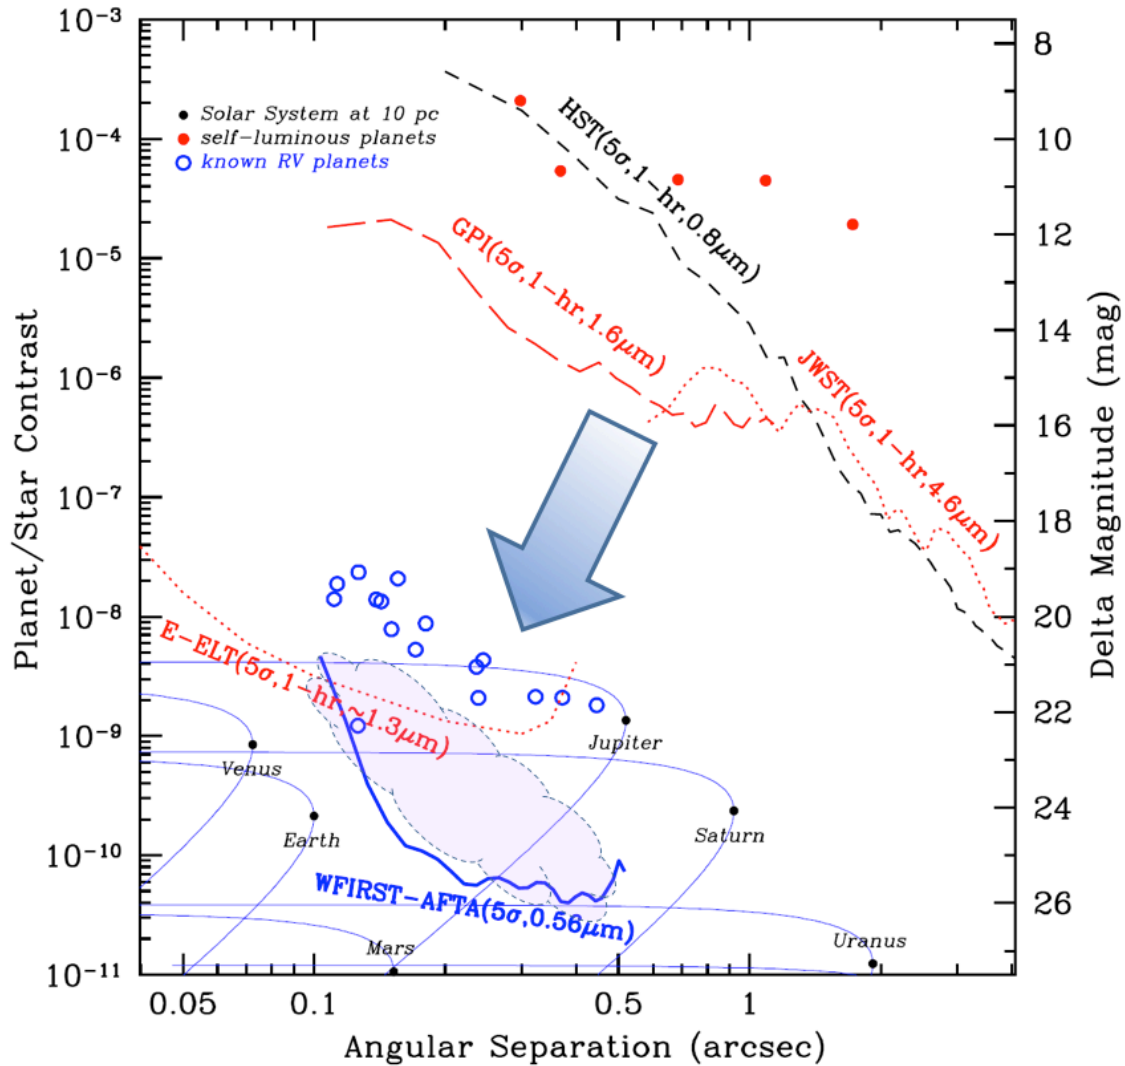 10⁻³
10⁻⁴
10⁻⁵
10⁻⁶
10⁻⁷
10⁻⁸
10⁻⁹
10⁻¹⁰
10⁻¹¹
Planet/Star Contrast
Solar System at 10 pc
self-luminous planets
known RV planets
HST(5σ,1-hr,0.8μm)
GPI(5σ,1-hr,1.6μm)
JWST(5σ,1-hr,4.6μm)
E-ELT(5σ,1-hr,~1.3μm)
WFIRST-AFTA(5σ,0.56μm)
Venus
Earth
Mars
Jupiter
Saturn
Uranus
8
10
12
14
16
18
20
22
24
26
Delta Magnitude (mag)
0.05
0.1
0.5
1
Angular Separation (arcsec)